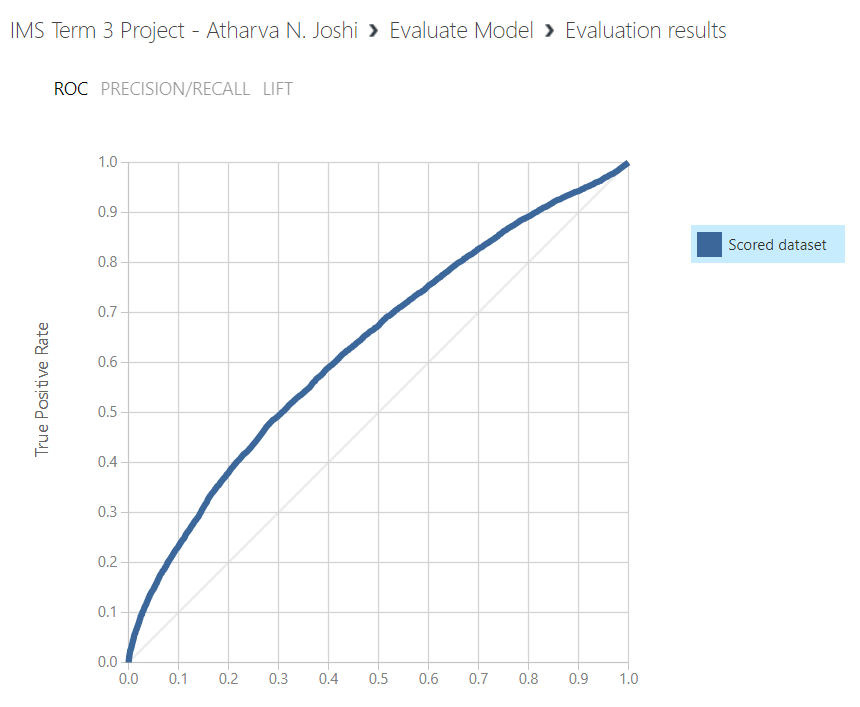 IMS Term 3 Project - Atharva N. Joshi › Evaluate Model › Evaluation results
ROC PRECISION/RECALL LIFT
1.0
0.9
0.8
0.7
0.6
0.5
0.4
0.3
0.2
0.1
0.0
True Positive Rate
0.0 0.1 0.2 0.3 0.4 0.5 0.6 0.7 0.8 0.9 1.0
Scored dataset